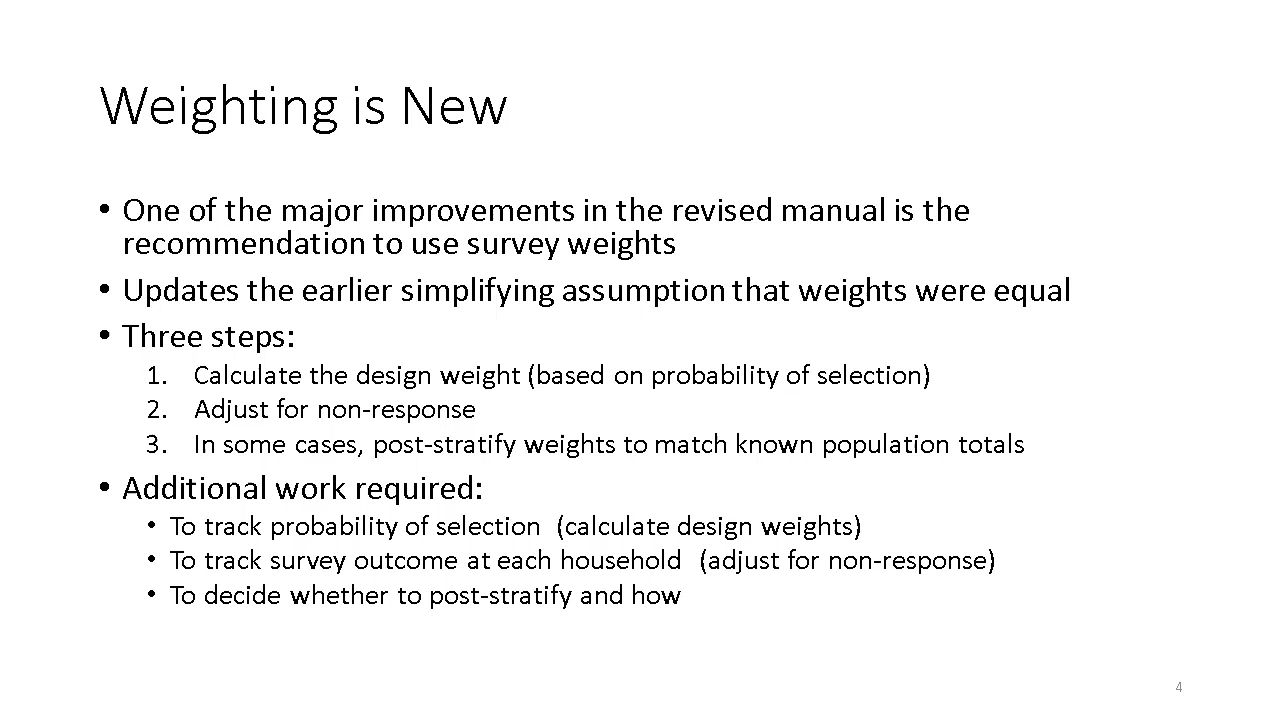 Weighting is New
• One of the major improvements in the revised manual is the
recommendation to use survey weights
• Updates the earlier simplifying assumption that weights were equal
• Three steps:
1. Calculate the design weight (based on probability of selection)
2. Adjust for non-response
3. In some cases, post-stratify weights to match known population totals
• Additional work required:
• To track probability of selection (calculate design weights)
• To track survey outcome at each household (adjust for non-response)
• To decide whether to post-stratify and how
4